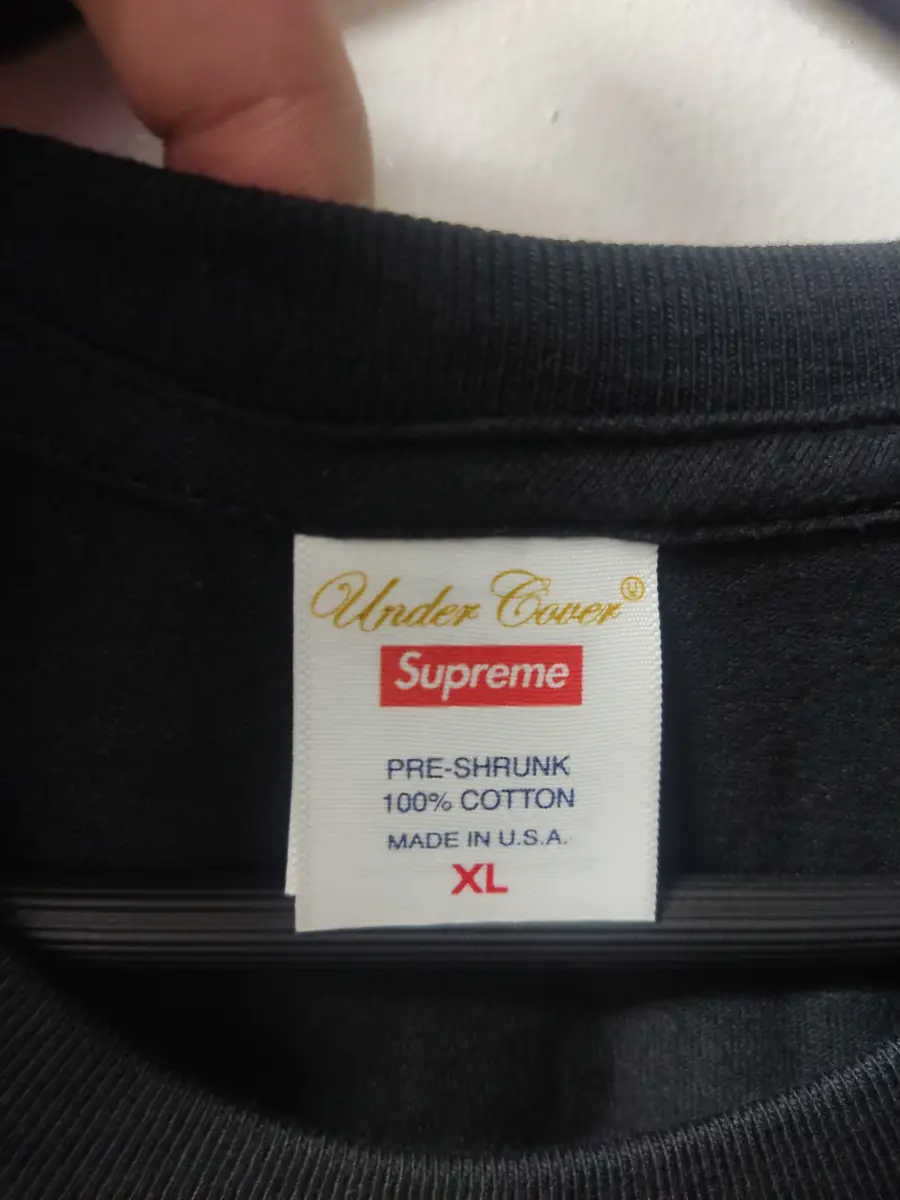 Under Cover Ⓤ
Supreme
PRE-SHRUNK
100% COTTON
MADE IN U.S.A.
XL